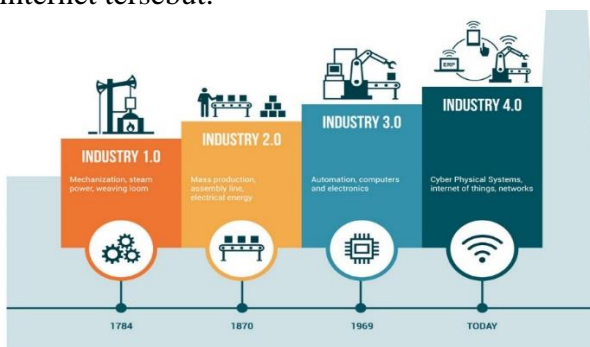 internet tersebut.
ERP
INDUSTRY 1.0
Mechanization, steam
power, weaving loom
INDUSTRY 2.0
Mass production,
assembly line,
electrical energy
INDUSTRY 3.0
Automation, computers
and electronics
INDUSTRY 4.0
Cyber Physical Systems,
internet of things, networks
1784
1870
1969
TODAY